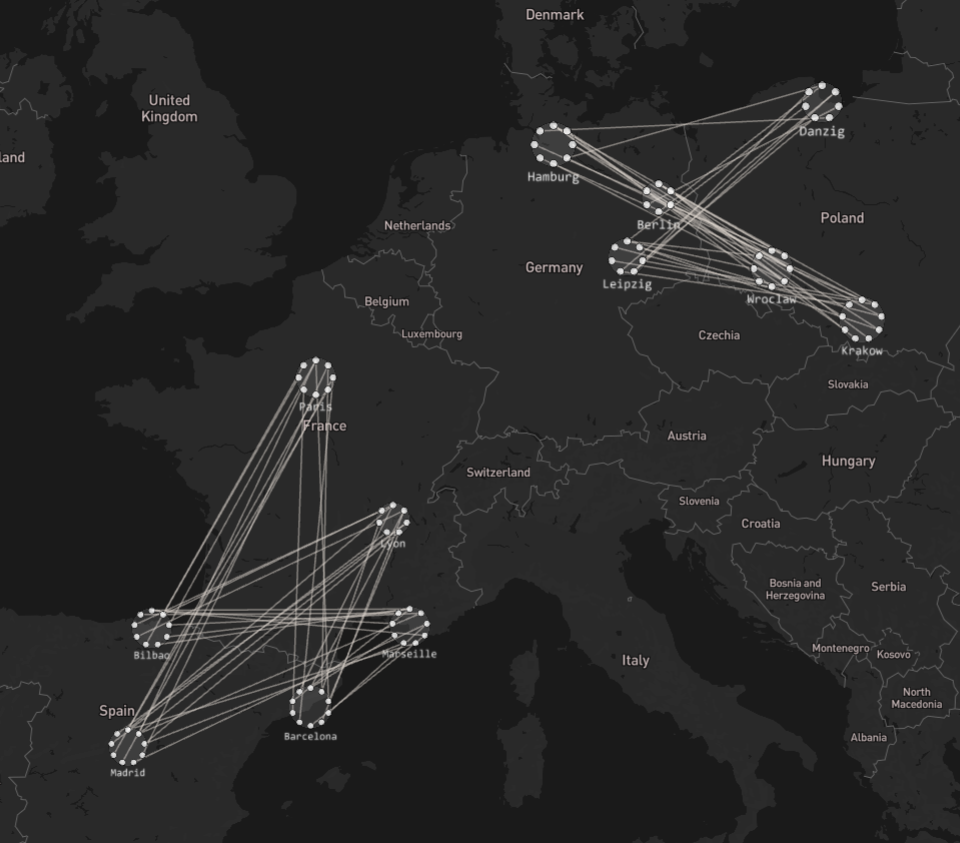 Denmark
United
Kingdom
land
Danzig
Hamburg
Netherlands
Berlin
Poland
Germany
Leipzig
Belgium
Wroclaw
Luxembourg
Czechia
Krakow
Slovakia
Paris
France
Austria
Switzerland
Hungary
Slovenia
Croatia
Lyon
Bosnia and
Herzegovina
Serbia
Bilbao
Marseille
Montenegro
Kosovo
Italy
North
Macedonia
Spain
Barcelona
Albania
Madrid